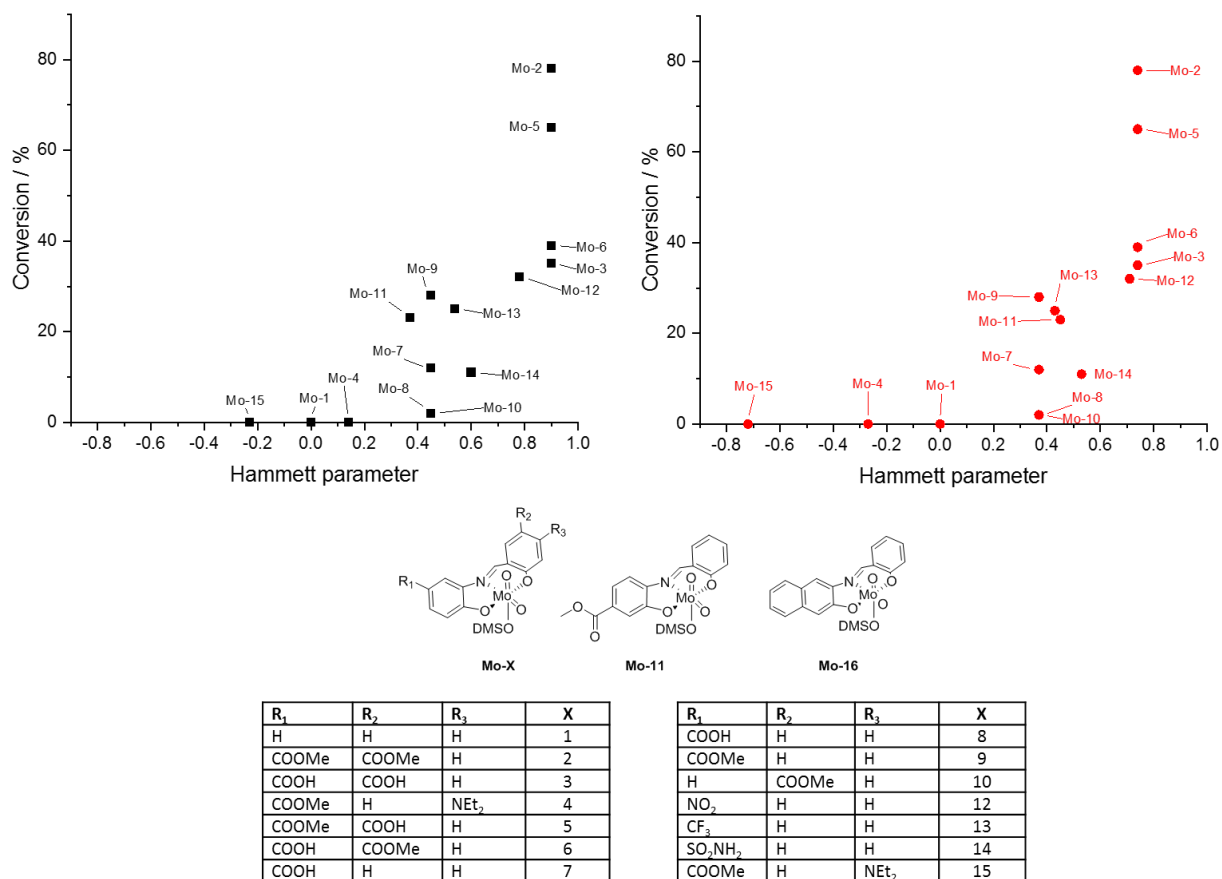 Conversion / %
80
60
40
20
0
Mo-2
Mo-5
Mo-6
Mo-3
Mo-9
Mo-12
Mo-11
Mo-13
Mo-7
Mo-14
Mo-4
Mo-8
Mo-1
Mo-15
Mo-10
-0.8 -0.6 -0.4 -0.2 0.0 0.2 0.4 0.6 0.8 1.0
Hammett parameter
Conversion / %
80
60
40
20
0
Mo-2
Mo-5
Mo-6
Mo-3
Mo-13
Mo-12
Mo-9
Mo-11
Mo-7
Mo-14
Mo-15
Mo-4
Mo-1
Mo-8
Mo-10
-0.8 -0.6 -0.4 -0.2 0.0 0.2 0.4 0.6 0.8 1.0
Hammett parameter
R2
R3
R1
N
O
Mo
O
O
O
DMSO
Mo-X
N
O
Mo
O
O
O
O
O
DMSO
Mo-11
N
O
Mo
O
O
O
DMSO
Mo-16
R₁ R₂ R₃ X
H H H 1
COOMe COOMe H 2
COOH COOH H 3
COOMe H NEt₂ 4
COOMe COOH H 5
COOH COOMe H 6
COOH H H 7
R₁ R₂ R₃ X
COOH H H 8
COOMe H H 9
H COOMe H 10
NO₂ H H 12
CF₃ H H 13
SO₂NH₂ H H 14
COOMe H NEt₂ 15